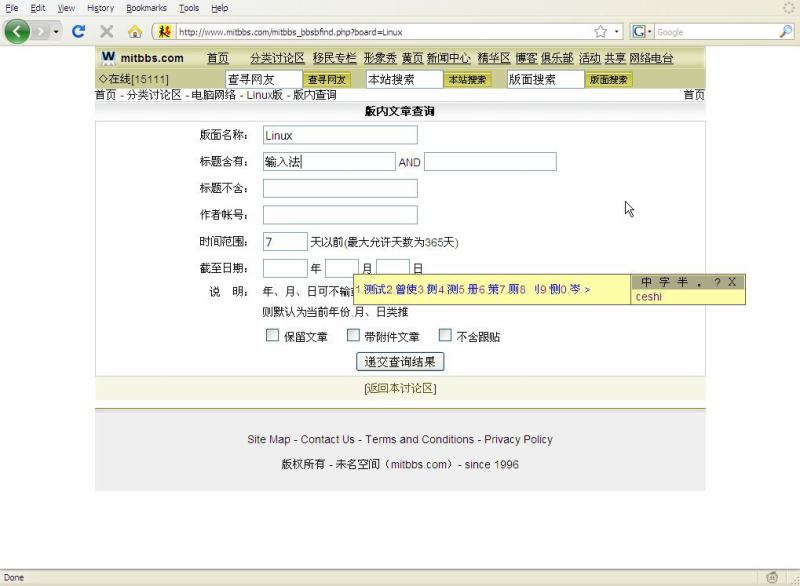 File Edit View History Bookmarks Tools Help
http://www.mitbbs.com/mitbbs_bbsbfind.php?board=Linux
Google
mitbbs.com 首页 分类讨论区 移民专栏 形象秀 黄页 新闻中心 精华区 博客 俱乐部 活动 共享 网络电台
◇在线[15111] 查寻网友 查寻网友 本站搜索 本站搜索 版面搜索 版面搜索
首页 - 分类讨论区 - 电脑网络 - Linux版 - 版内查询 首页
版内文章查询
版面名称: Linux
标题含有: 输入法 AND
标题不含:
作者帐号:
时间范围: 7 天以前(最大允许天数为365天)
截至日期: 年 月 日
中 字 半 。 ? X
说 明: 年、月、日可不输
1.测试2.曾使3 侧4 测5 册6 策7 厕8. 刂9 恻0 岑 >
ceshi
则默认为当前年份,月、日类推
保留文章 带附件文章 不含跟贴
递交查询结果
[返回本讨论区]
Site Map - Contact Us - Terms and Conditions - Privacy Policy
版权所有 - 未名空间（mitbbs.com）- since 1996
Done